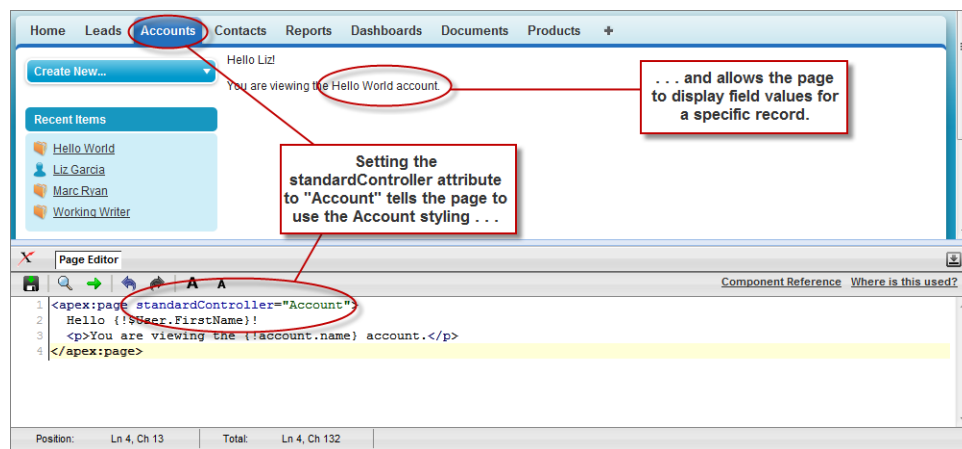 Home Leads Accounts Contacts Reports Dashboards Documents Products +
Create New...
Hello Liz!
You are viewing the Hello World account.
. . . and allows the page
to display field values for
a specific record.
Recent Items
Hello World
Liz Garcia
Marc Ryan
Working Writer
Setting the
standardController attribute
to "Account" tells the page to
use the Account styling . . .
Page Editor
A A
Component Reference Where is this used?
1 <apex:page standardController="Account">
2 Hello {!$User.FirstName}!
3 <p>You are viewing the {!account.name} account.</p>
4 </apex:page>
Position: Ln 4, Ch 13 Total: Ln 4, Ch 132